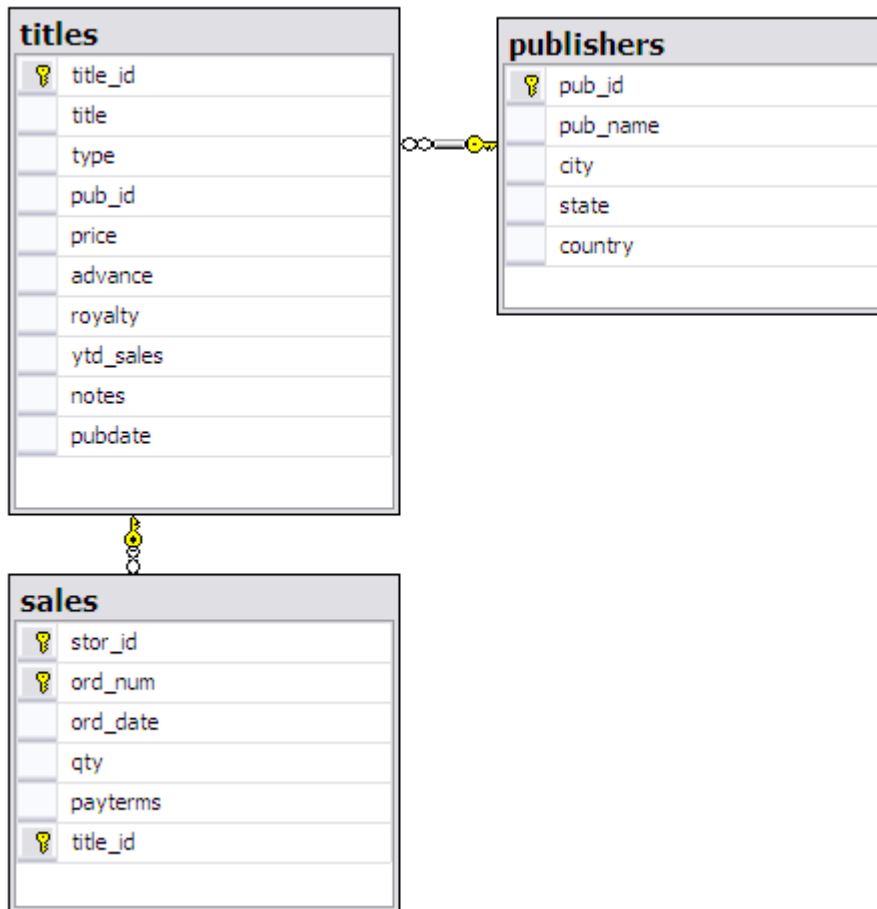 titles
title_id
title
type
pub_id
price
advance
royalty
ytd_sales
notes
pubdate
publishers
pub_id
pub_name
city
state
country
sales
stor_id
ord_num
ord_date
qty
payterms
title_id